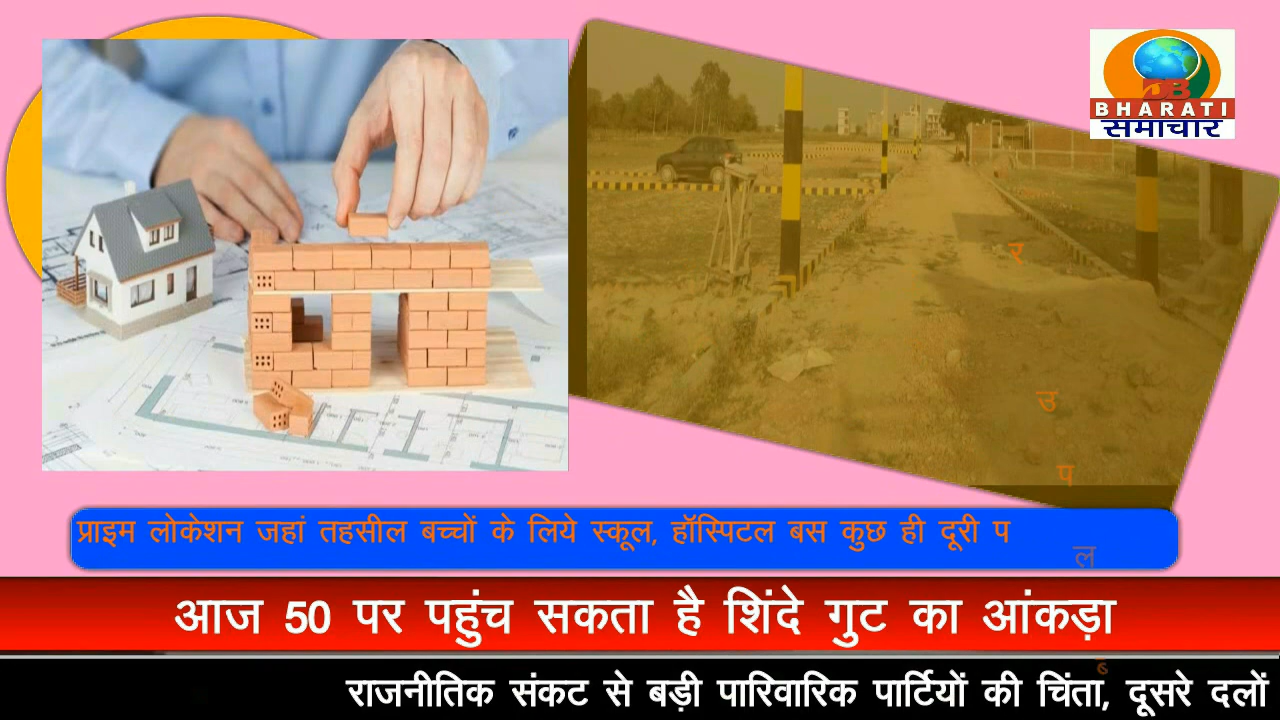 BHARATI
समाचार
प्राइम लोकेशन जहां तहसील बच्चों के लिये स्कूल, हॉस्पिटल बस कुछ ही दूरी प
र
उ
प
ल
आज 50 पर पहुंच सकता है शिंदे गुट का आंकड़ा
राजनीतिक संकट से बड़ी पारिवारिक पार्टियों की चिंता, दूसरे दलों